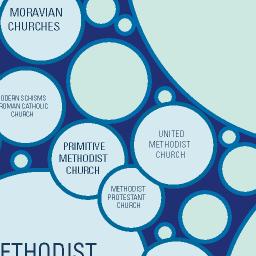 MORAVIAN
CHURCHES
MODERN SCHISMS
ROMAN CATHOLIC
CHURCH
PRIMITIVE
METHODIST
CHURCH
UNITED
METHODIST
CHURCH
METHODIST
PROTESTANT
CHURCH
ETHODIST